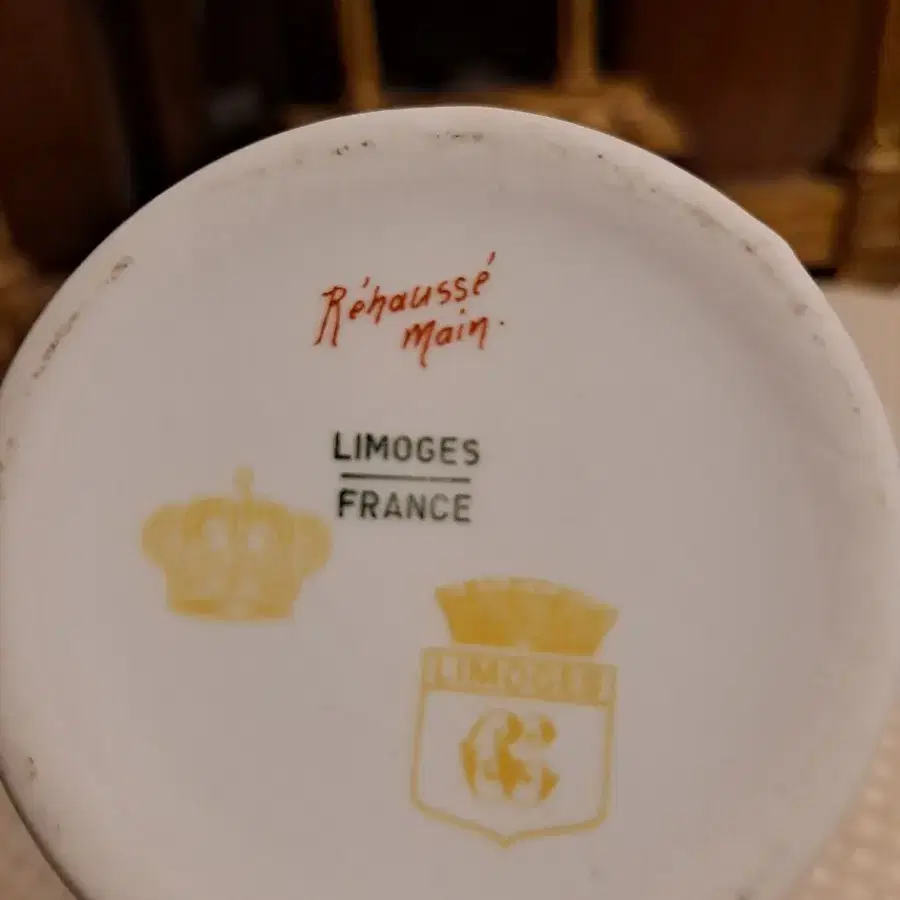 Réhaussé
Main.
LIMOGES
FRANCE
LIMOGES